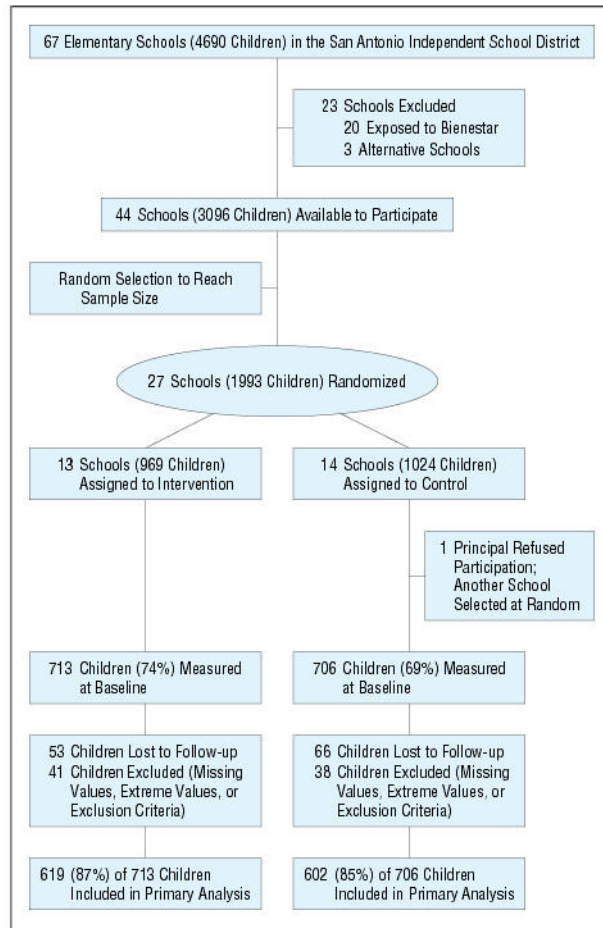 67 Elementary Schools (4690 Children) in the San Antonio Independent School District
23 Schools Excluded
20 Exposed to Bienestar
3 Alternative Schools
44 Schools (3096 Children) Available to Participate
Random Selection to Reach
Sample Size
27 Schools (1993 Children) Randomized
13 Schools (969 Children)
Assigned to Intervention
14 Schools (1024 Children)
Assigned to Control
1 Principal Refused
Participation;
Another School
Selected at Random
713 Children (74%) Measured
at Baseline
706 Children (69%) Measured
at Baseline
53 Children Lost to Follow-up
41 Children Excluded (Missing
Values, Extreme Values, or
Exclusion Criteria)
66 Children Lost to Follow-up
38 Children Excluded (Missing
Values, Extreme Values, or
Exclusion Criteria)
619 (87%) of 713 Children
Included in Primary Analysis
602 (85%) of 706 Children
Included in Primary Analysis